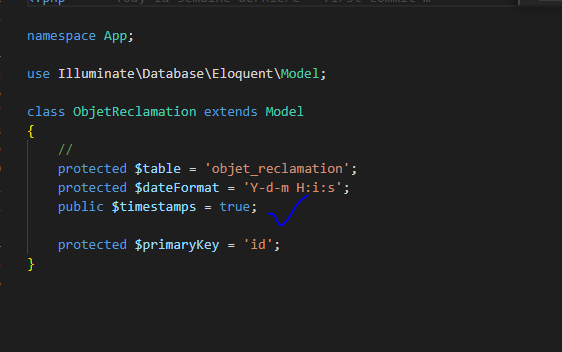 namespace App;
use Illuminate\Database\Eloquent\Model;
class ObjetReclamation extends Model
{
//
protected $table = 'objet_reclamation';
protected $dateFormat = 'Y-d-m H:i:s';
public $timestamps = true;
protected $primaryKey = 'id';
}